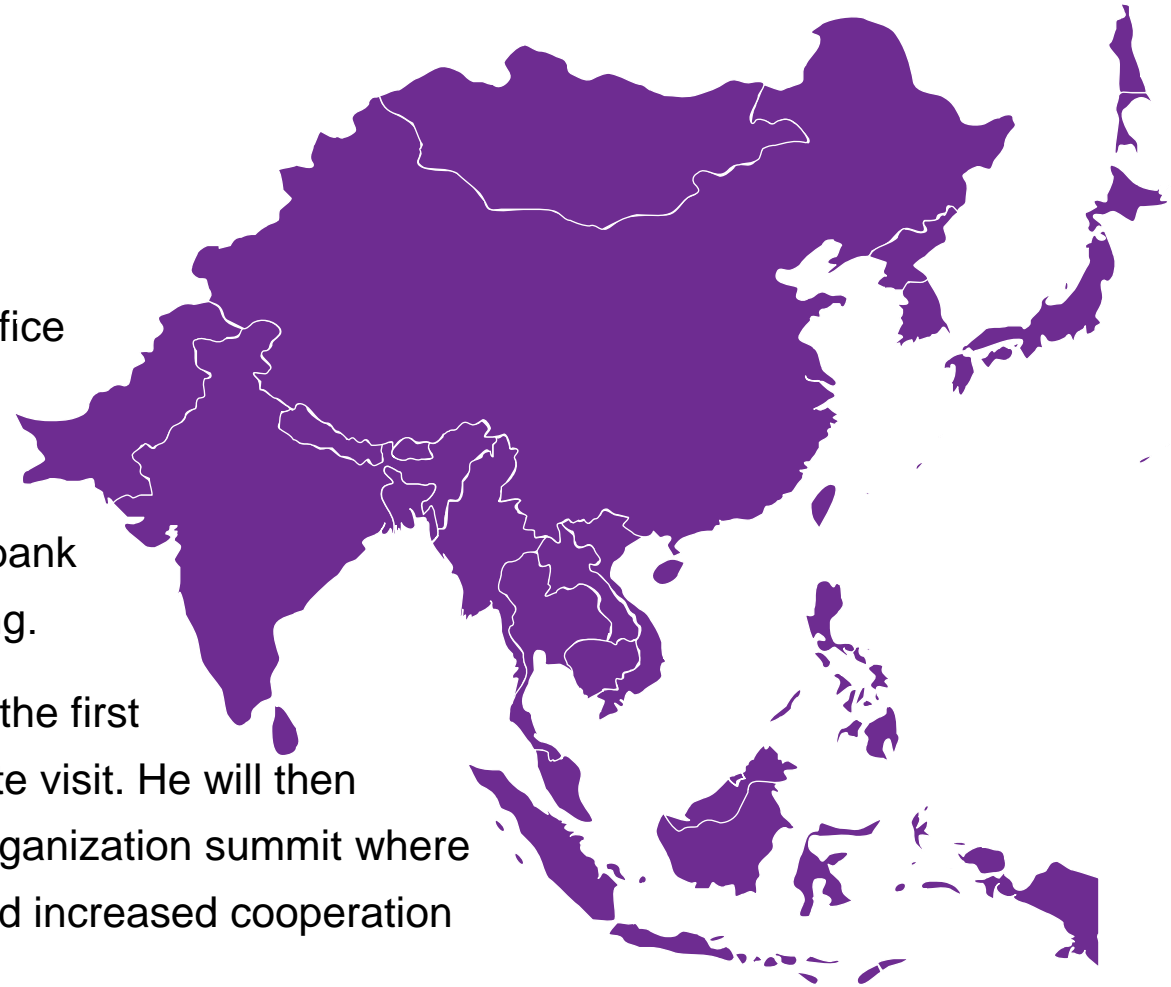 fice
bank
g.
the first
te visit. He will then
ganization summit where
d increased cooperation